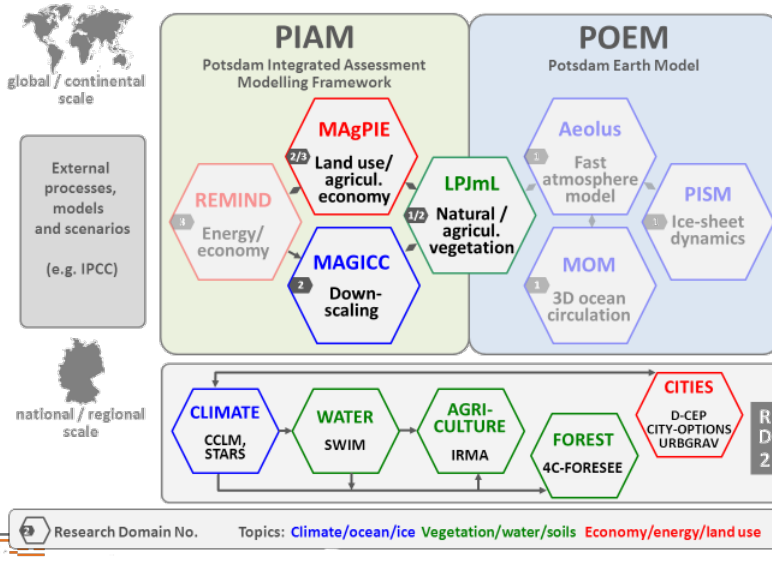 PIAM
Potsdam Integrated Assessment
Modelling Framework
POEM
Potsdam Earth Model
global / continental
scale
External
processes,
models
and scenarios
(e.g. IPCC)
MAgPIE
2/3
Land use/
agricul.
economy
REMIND
3
Energy/
economy
MAGICC
2
Down-
scaling
LPJmL
1/2
Natural /
agricul.
vegetation
Aeolus
1
Fast
atmosphere
model
PISM
1
Ice-sheet
dynamics
MOM
1
3D ocean
circulation
national / regional
scale
CLIMATE
CCLM,
STARS
WATER
SWIM
AGRI-
CULTURE
IRMA
FOREST
4C-FORESEE
CITIES
D-CEP
CITY-OPTIONS
URBGRAV
R
D
2
2 Research Domain No. Topics: Climate/ocean/ice Vegetation/water/soils Economy/energy/land use